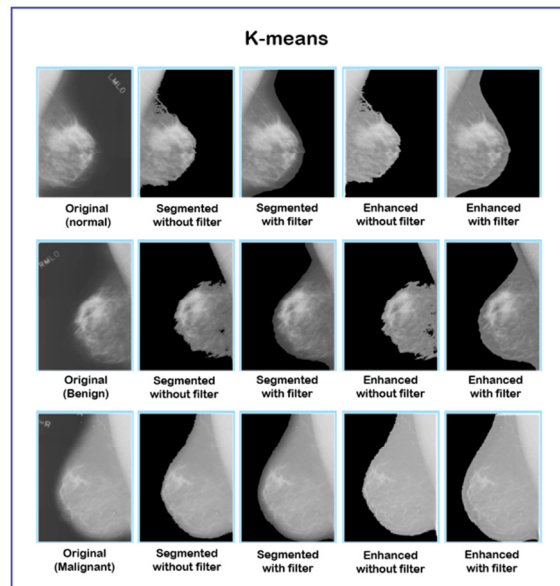 K-means
LMLO
Original
(normal)
Segmented
without filter
Segmented
with filter
Enhanced
without filter
Enhanced
with filter
RMLO
Original
(Benign)
Segmented
without filter
Segmented
with filter
Enhanced
without filter
Enhanced
with filter
Original
(Malignant)
Segmented
without filter
Segmented
with filter
Enhanced
without filter
Enhanced
with filter